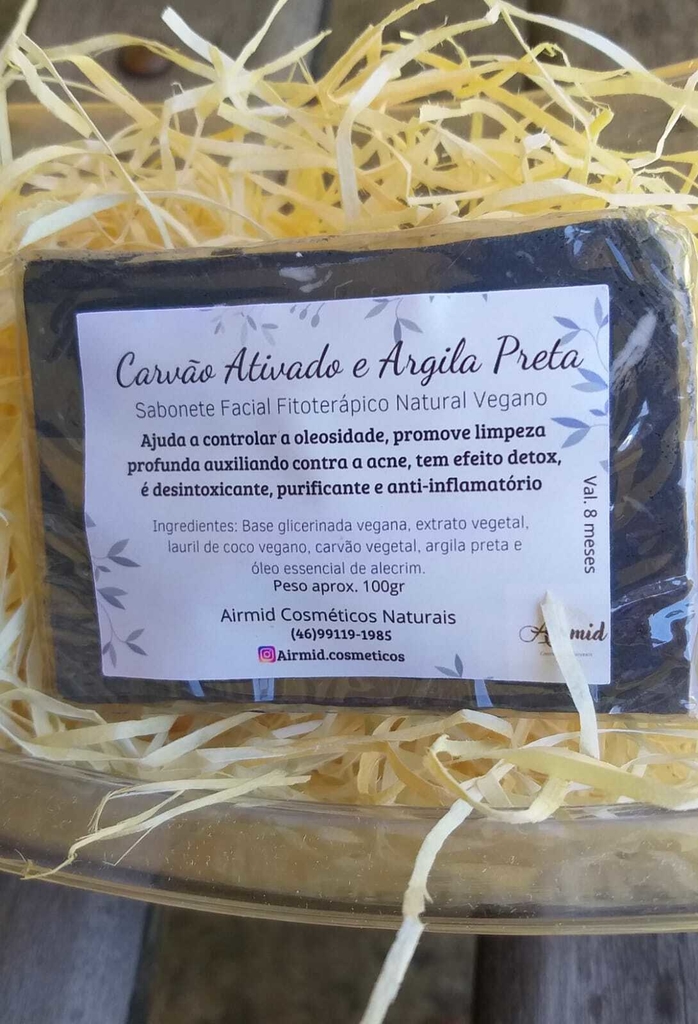 Carvão Ativado e Argila Preta
Sabonete Facial Fitoterápico Natural Vegano
Ajuda a controlar a oleosidade, promove limpeza
profunda auxiliando contra a acne, tem efeito detox,
é desintoxicante, purificante e anti-inflamatório
Val. 8 meses
Ingredientes: Base glicerinada vegana, extrato vegetal,
lauril de coco vegano, carvão vegetal, argila preta e
óleo essencial de alecrim.
Peso aprox. 100gr
Airmid Cosméticos Naturais
(46)99119-1985
Airmid.cosmeticos